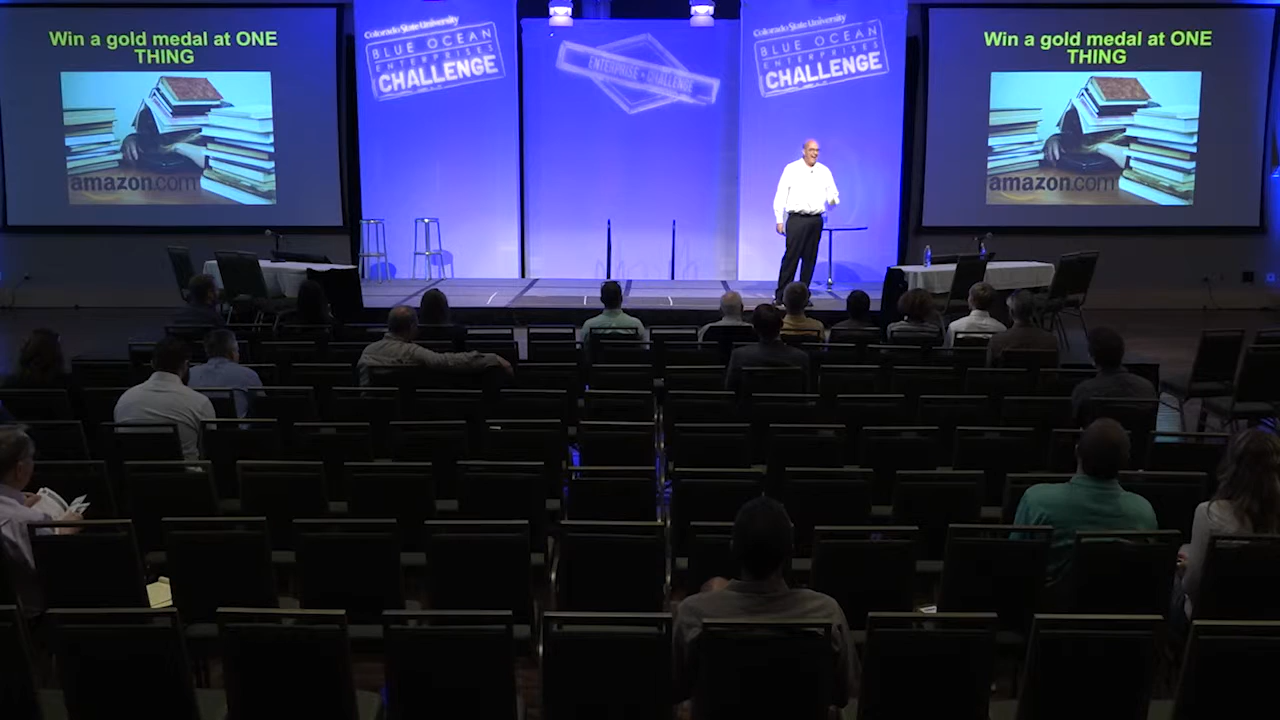 Win a gold medal at ONE
THING
amazon.com
Colorado State University
BLUE OCEAN
ENTERPRISES
CHALLENGE
ENTERPRISE CHALLENGE
Colorado State University
BLUE OCEAN
ENTERPRISES
CHALLENGE
Win a gold medal at ONE
THING
amazon.com